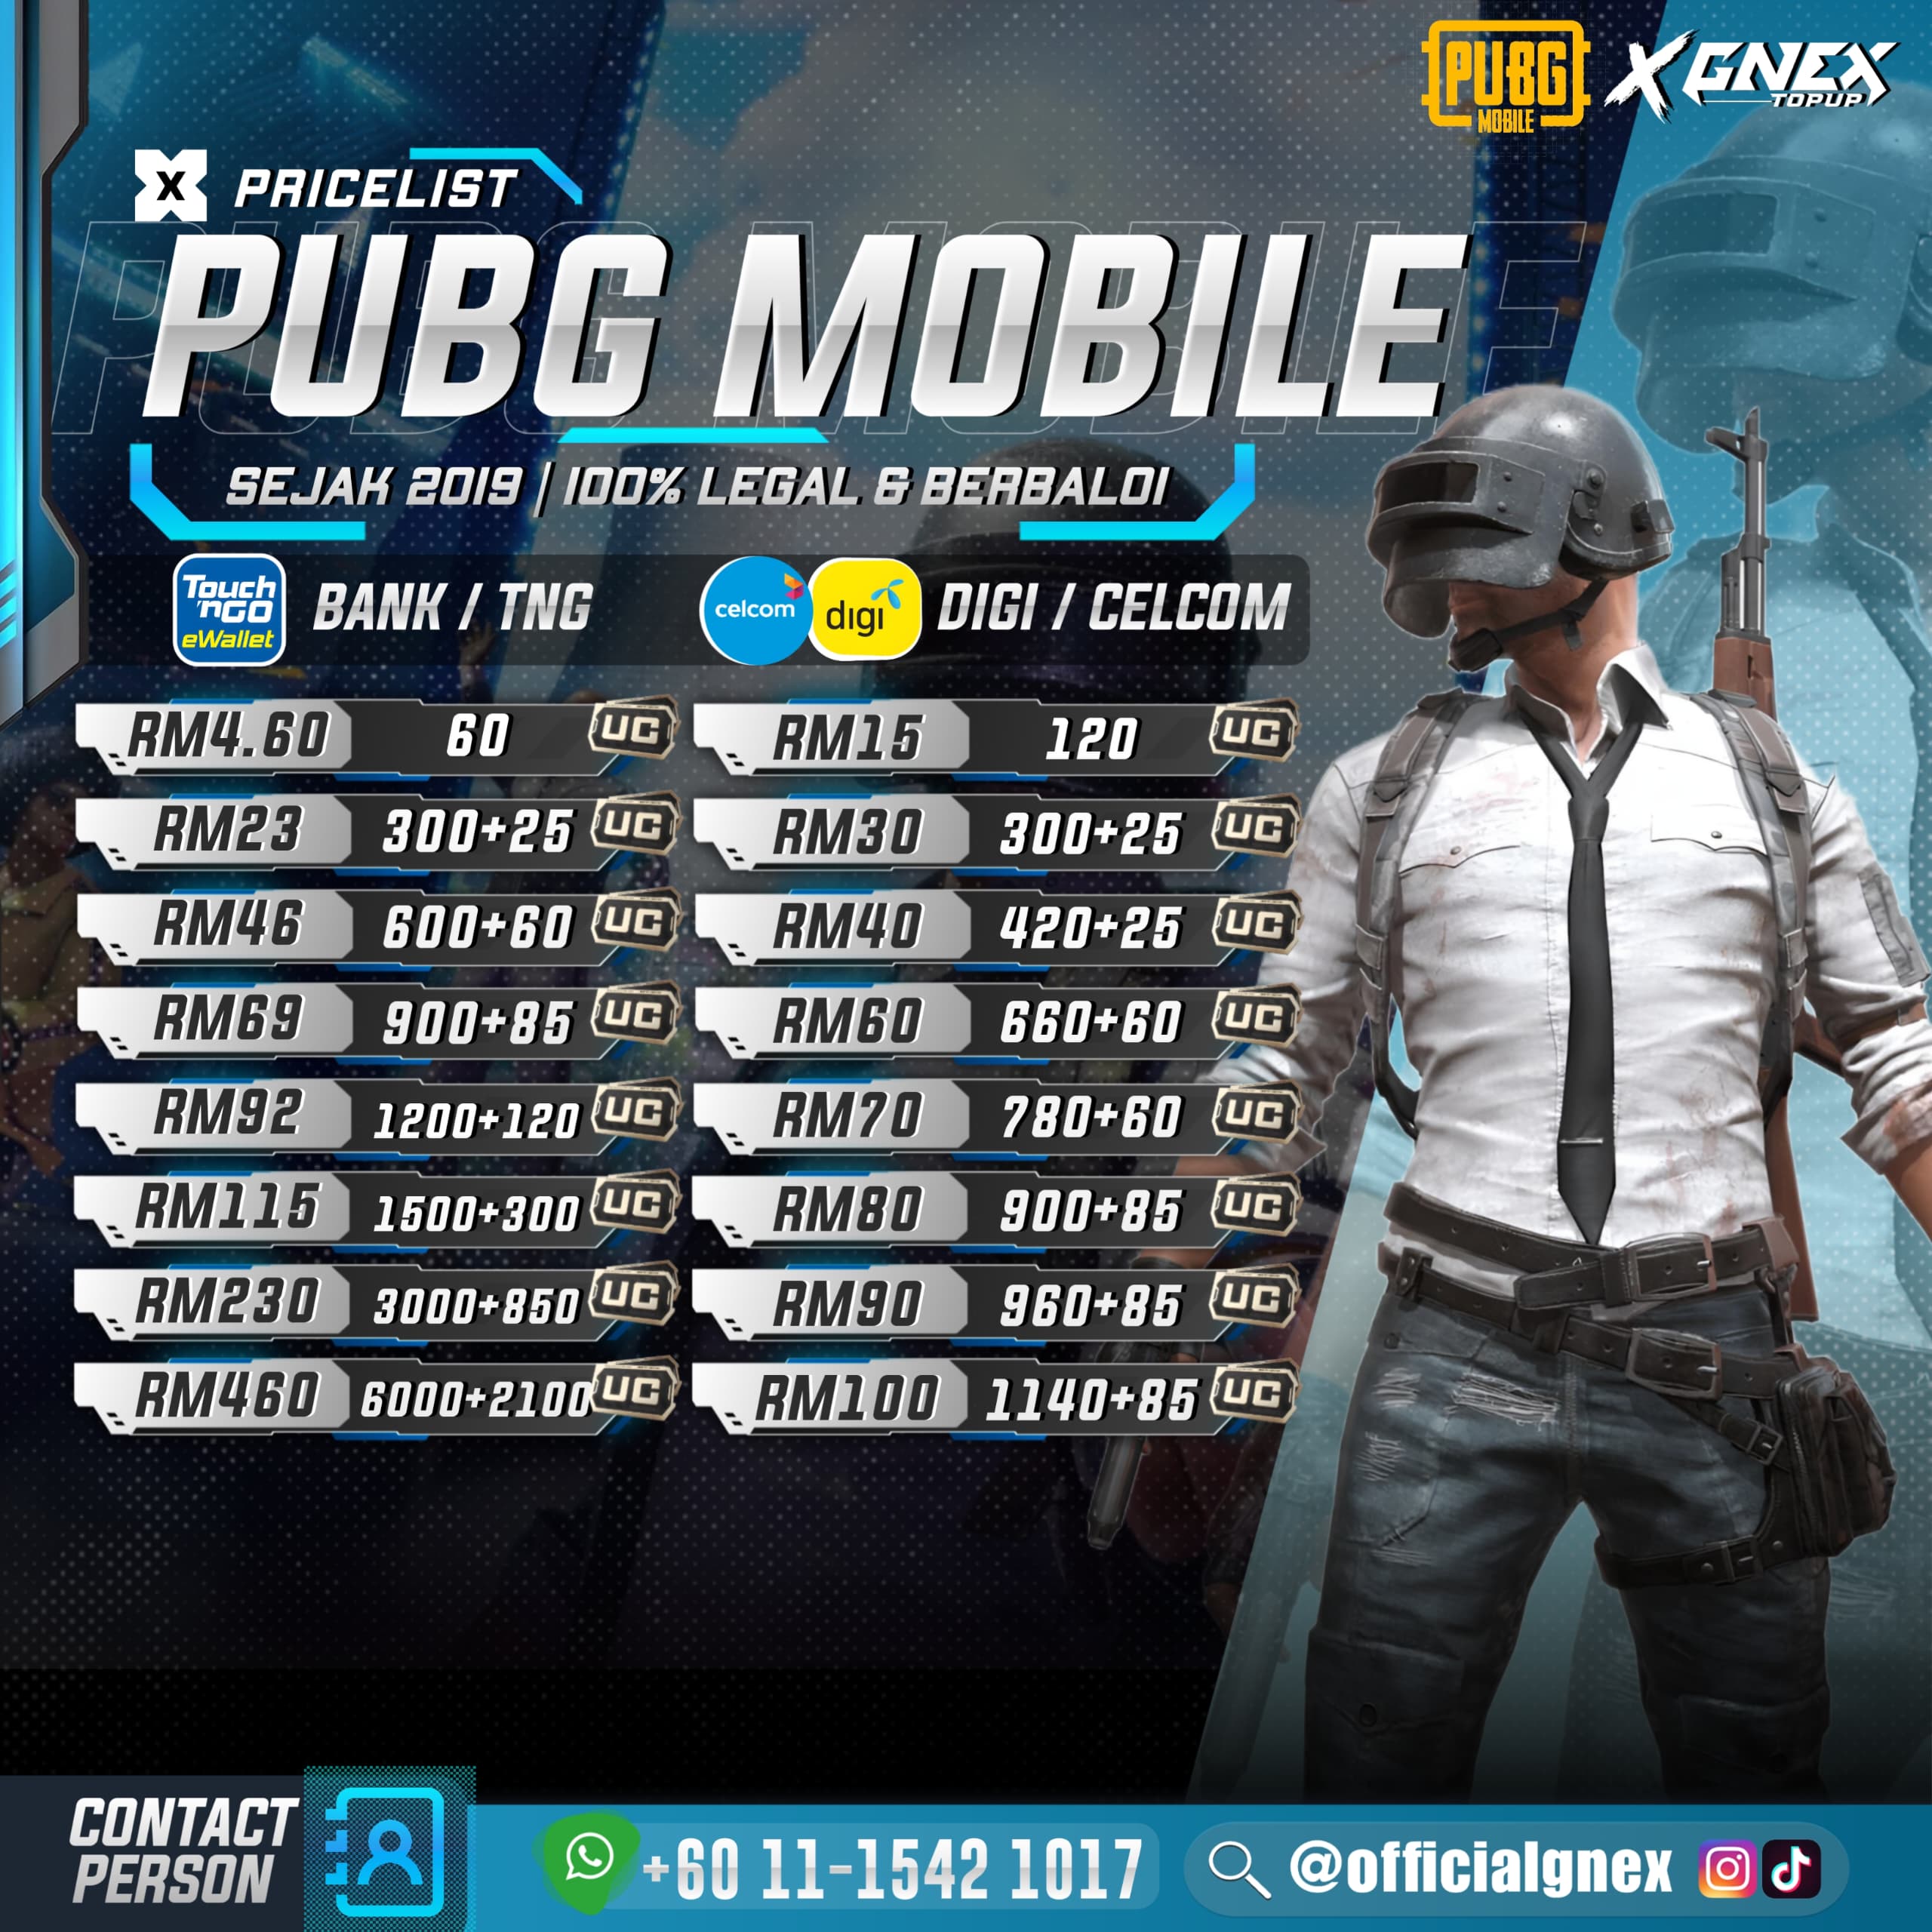 PUBG
MOBILE
X GNEX
TOPUP
X PRICELIST
PUBG MOBILE
SEJAK 2019 | 100% LEGAL & BERBALOI
Touch
'nGO
eWallet
BANK / TNG
celcom
digi
DIGI / CELCOM
RM4.60 60 UC
RM15 120 UC
RM23 300+25 UC
RM30 300+25 UC
RM46 600+60 UC
RM40 420+25 UC
RM69 900+85 UC
RM60 660+60 UC
RM92 1200+120 UC
RM70 780+60 UC
RM115 1500+300 UC
RM80 900+85 UC
RM230 3000+850 UC
RM90 960+85 UC
RM460 6000+2100 UC
RM100 1140+85 UC
CONTACT
PERSON
+60 11-1542 1017
@officialgnex